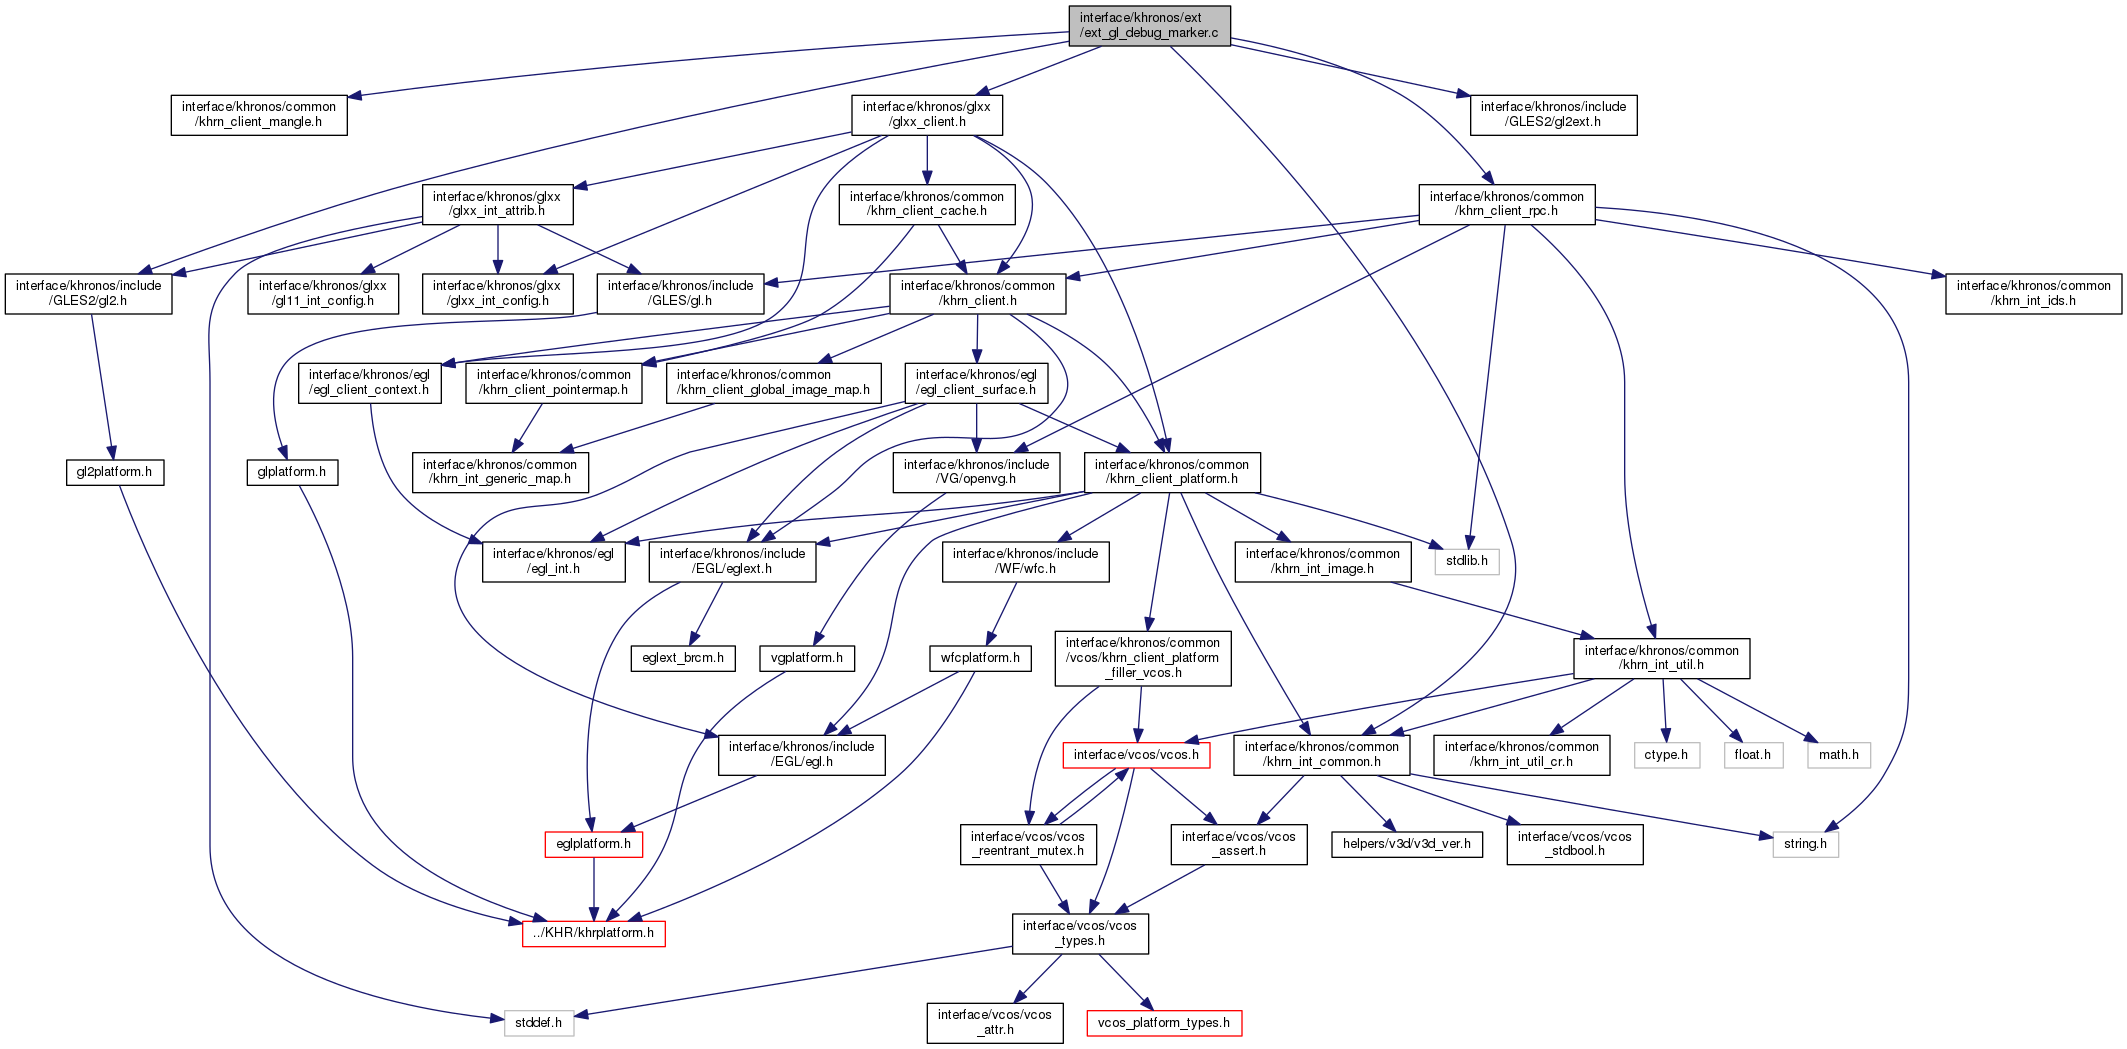 interface/khronos/ext
/ext_gl_debug_marker.c
interface/khronos/common
/khrn_client_mangle.h
interface/khronos/glxx
/glxx_client.h
interface/khronos/include
/GLES2/gl2ext.h
interface/khronos/glxx
/glxx_int_attrib.h
interface/khronos/common
/khrn_client_cache.h
interface/khronos/common
/khrn_client_rpc.h
interface/khronos/include
/GLES2/gl2.h
interface/khronos/glxx
/gl11_int_config.h
interface/khronos/glxx
/glxx_int_config.h
interface/khronos/include
/GLES/gl.h
interface/khronos/common
/khrn_client.h
interface/khronos/common
/khrn_int_ids.h
interface/khronos/egl
/egl_client_context.h
interface/khronos/common
/khrn_client_pointermap.h
interface/khronos/common
/khrn_client_global_image_map.h
interface/khronos/egl
/egl_client_surface.h
gl2platform.h
glplatform.h
interface/khronos/common
/khrn_int_generic_map.h
interface/khronos/include
/VG/openvg.h
interface/khronos/common
/khrn_client_platform.h
interface/khronos/egl
/egl_int.h
interface/khronos/include
/EGL/eglext.h
interface/khronos/include
/WF/wfc.h
interface/khronos/common
/khrn_int_image.h
stdlib.h
eglext_brcm.h
vgplatform.h
wfcplatform.h
interface/khronos/common
/vcos/khrn_client_platform
_filler_vcos.h
interface/khronos/common
/khrn_int_util.h
interface/khronos/include
/EGL/egl.h
interface/vcos/vcos.h
interface/khronos/common
/khrn_int_common.h
interface/khronos/common
/khrn_int_util_cr.h
ctype.h
float.h
math.h
eglplatform.h
interface/vcos/vcos
_reentrant_mutex.h
interface/vcos/vcos
_assert.h
helpers/v3d/v3d_ver.h
interface/vcos/vcos
_stdbool.h
string.h
../KHR/khrplatform.h
interface/vcos/vcos
_types.h
stddef.h
interface/vcos/vcos
_attr.h
vcos_platform_types.h